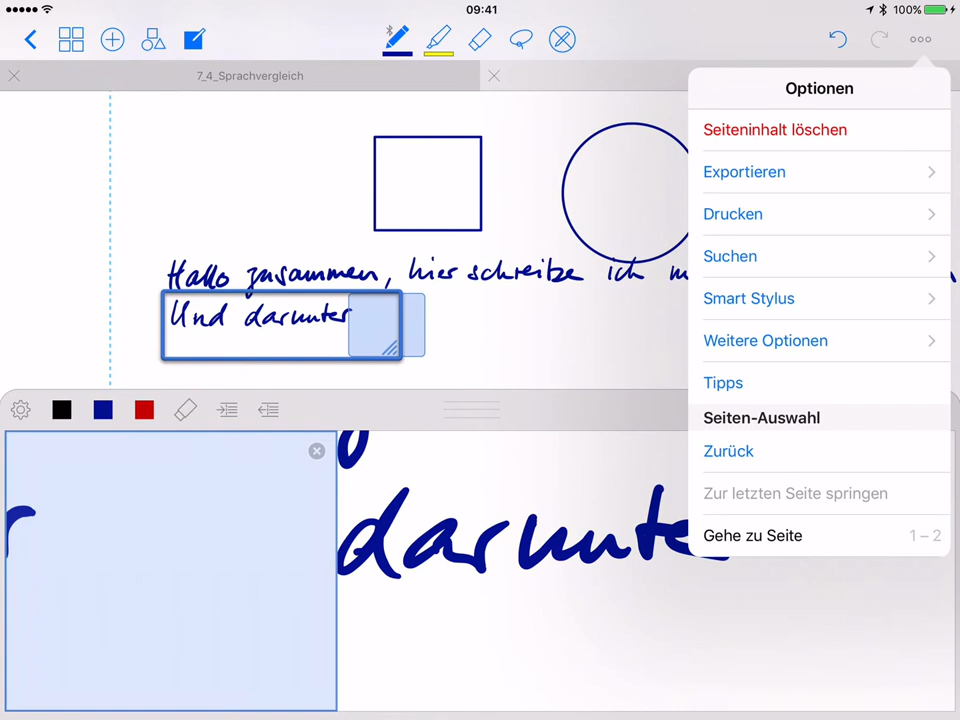 09:41
100%
7_4_Sprachvergleich
Optionen
Seiteninhalt löschen
Exportieren
Drucken
Suchen
Smart Stylus
Weitere Optionen
Tipps
Seiten-Auswahl
Zurück
Zur letzten Seite springen
Gehe zu Seite 1 – 2
Hallo zusammen, hier schreibe ich
Und darunter
darunter